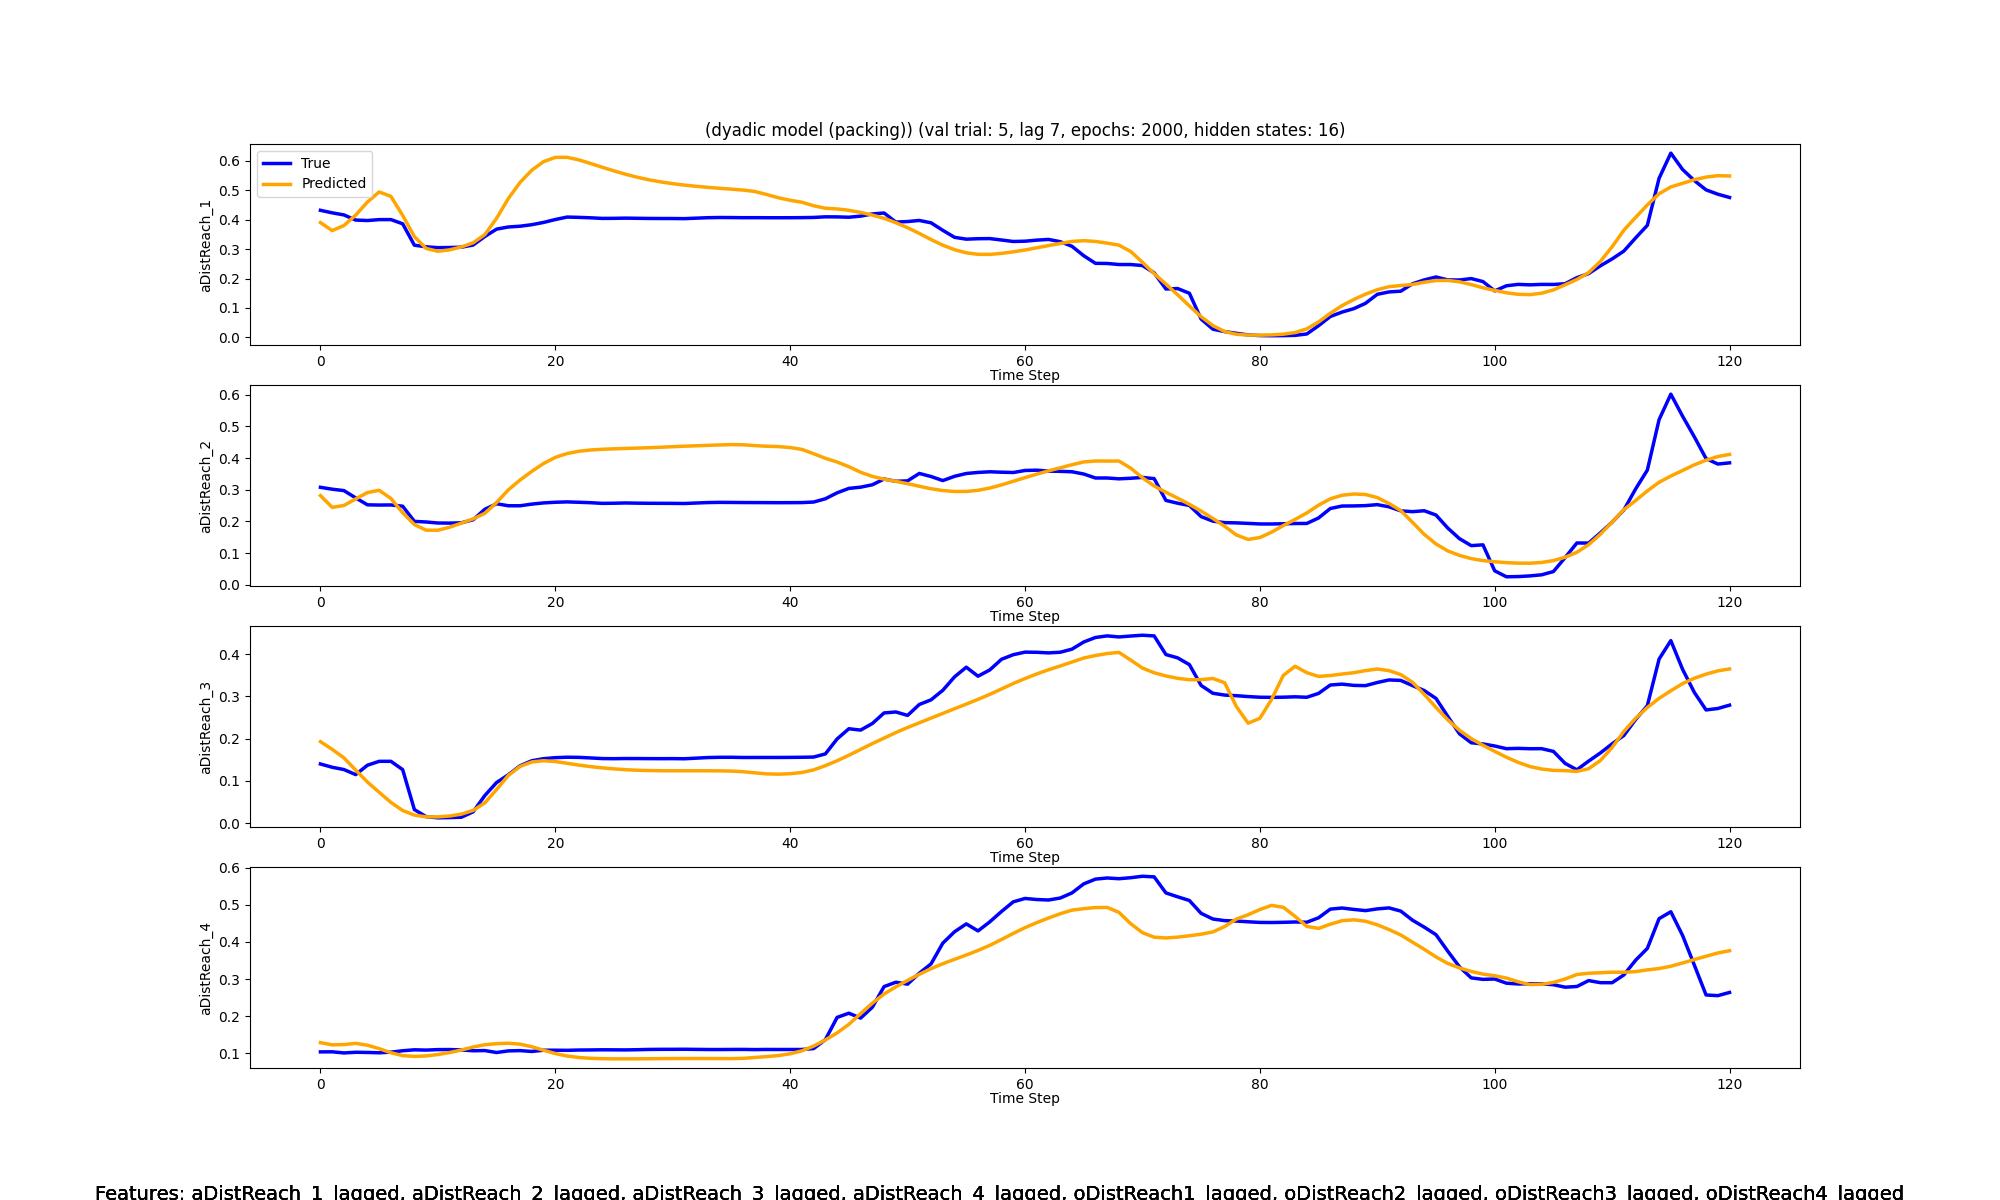 (dyadic model (packing)) (val trial: 5, lag 7, epochs: 2000, hidden states: 16)
True
Predicted
aDistReach_1
0.6
0.5
0.4
0.3
0.2
0.1
0.0
0 20 40 60 80 100 120
Time Step
aDistReach_2
0.6
0.5
0.4
0.3
0.2
0.1
0.0
0 20 40 60 80 100 120
Time Step
aDistReach_3
0.4
0.3
0.2
0.1
0.0
0 20 40 60 80 100 120
Time Step
aDistReach_4
0.6
0.5
0.4
0.3
0.2
0.1
0 20 40 60 80 100 120
Time Step
Features: aDistReach_1_lagged, aDistReach_2_lagged, aDistReach_3_lagged, aDistReach_4_lagged, oDistReach1_lagged, oDistReach2_lagged, oDistReach3_lagged, oDistReach4_lagged